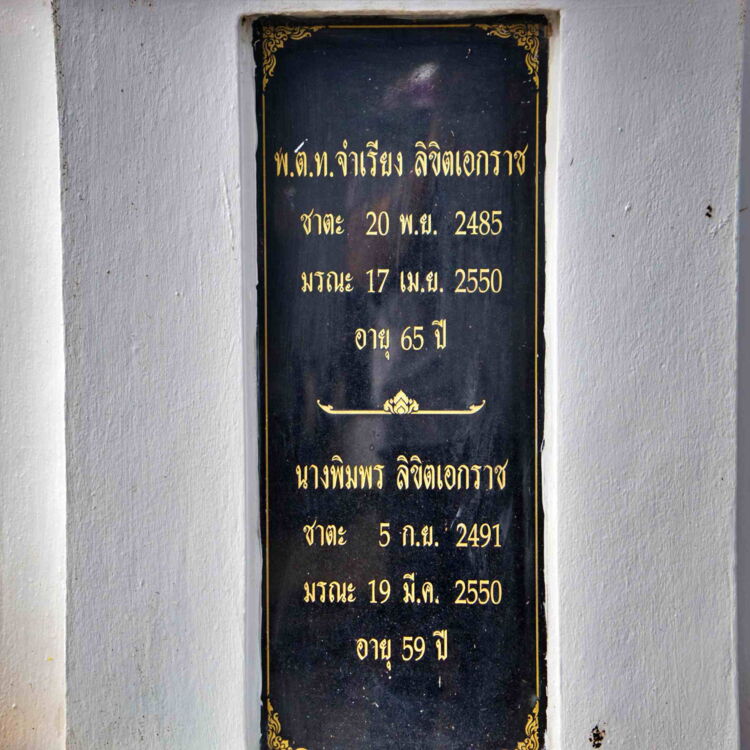 พ.ต.ท.จำเรียง ลิขิตเอกราช
ชาตะ 20 พ.ย. 2485
มรณะ 17 เม.ย. 2550
อายุ 65 ปี
นางพิมพร ลิขิตเอกราช
ชาตะ 5 ก.ย. 2491
มรณะ 19 มี.ค. 2550
อายุ 59 ปี